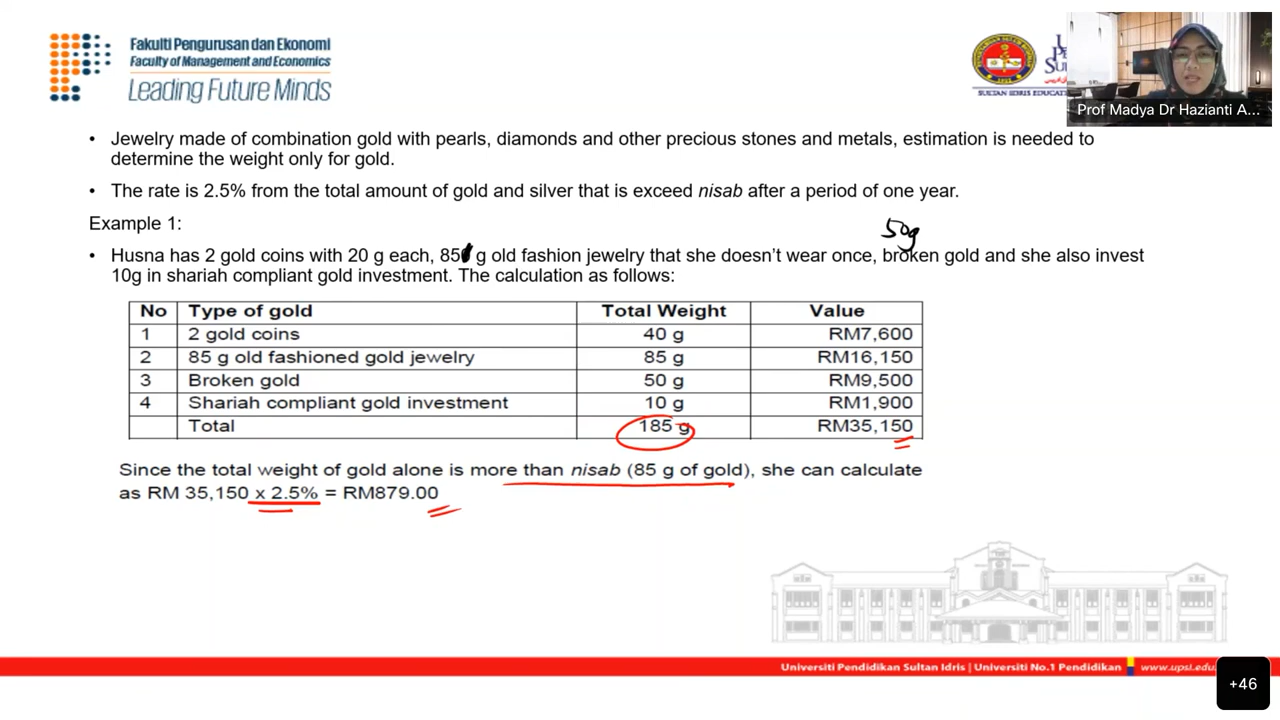 Fakulti Pengurusan dan Ekonomi
Faculty of Management and Economics
Leading Future Minds
SULTAN IDRIS EDUCA
Prof Madya Dr Hazianti A...
• Jewelry made of combination gold with pearls, diamonds and other precious stones and metals, estimation is needed to
determine the weight only for gold.
• The rate is 2.5% from the total amount of gold and silver that is exceed nisab after a period of one year.
Example 1:
50g
• Husna has 2 gold coins with 20 g each, 85 g old fashion jewelry that she doesn't wear once, broken gold and she also invest
10g in shariah compliant gold investment. The calculation as follows:
No Type of gold Total Weight Value
1 2 gold coins 40 g RM7,600
2 85 g old fashioned gold jewelry 85 g RM16,150
3 Broken gold 50 g RM9,500
4 Shariah compliant gold investment 10 g RM1,900
Total 185 g RM35,150
Since the total weight of gold alone is more than nisab (85 g of gold), she can calculate
as RM 35,150 x 2.5% = RM879.00
Universiti Pendidikan Sultan Idris | Universiti No.1 Pendidikan www.upsi.edu
+46